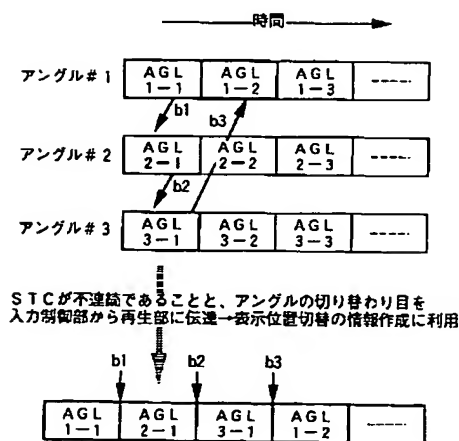 時間
アングル#1
AGL AGL AGL
1-1 1-2 1-3
b1 b3
アングル#2
AGL AGL AGL
2-1 2-2 2-3
b2
アングル#3
AGL AGL AGL
3-1 3-2 3-3
STCが不連続であることと、アングルの切り替わり目を
入力制御部から再生部に伝達→表示位置切替の情報作成に利用
b1 b2 b3
AGL AGL AGL AGL
1-1 2-1 3-1 1-2